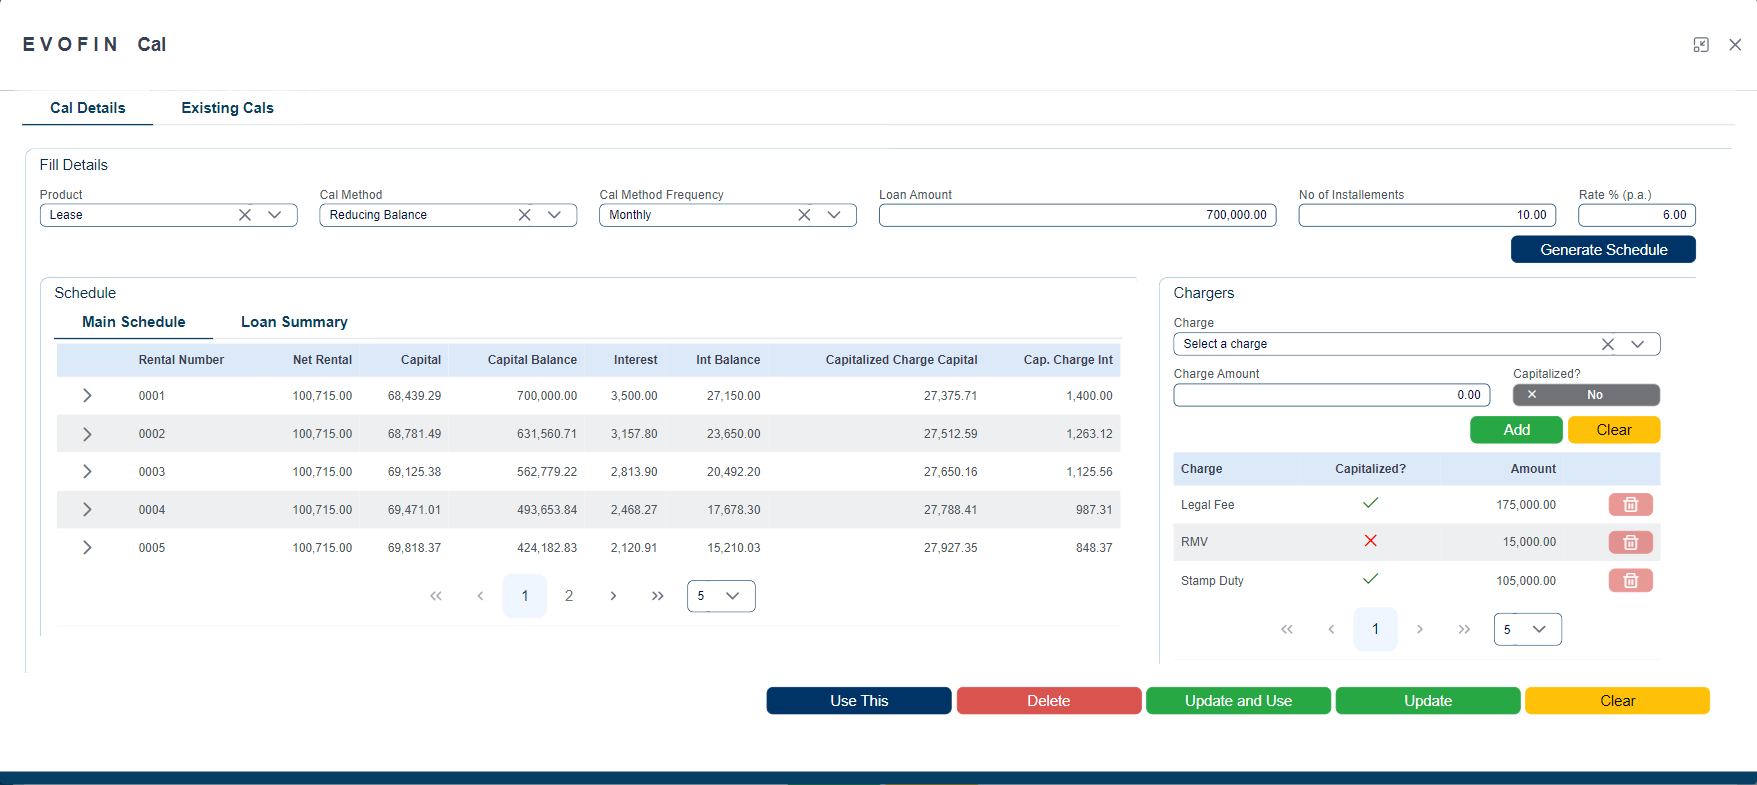 EVOFIN Cal
Cal Details Existing Cals
Fill Details
Product Cal Method Cal Method Frequency Loan Amount No of Installements Rate % (p.a.)
Lease Reducing Balance Monthly 700,000.00 10.00 6.00
Generate Schedule
Schedule
Main Schedule Loan Summary
Rental Number Net Rental Capital Capital Balance Interest Int Balance Capitalized Charge Capital Cap. Charge Int
0001 100,715.00 68,439.29 700,000.00 3,500.00 27,150.00 27,375.71 1,400.00
0002 100,715.00 68,781.49 631,560.71 3,157.80 23,650.00 27,512.59 1,263.12
0003 100,715.00 69,125.38 562,779.22 2,813.90 20,492.20 27,650.16 1,125.56
0004 100,715.00 69,471.01 493,653.84 2,468.27 17,678.30 27,788.41 987.31
0005 100,715.00 69,818.37 424,182.83 2,120.91 15,210.03 27,927.35 848.37
1 2 5
Chargers
Charge
Select a charge
Charge Amount Capitalized?
0.00 No
Add Clear
Charge Capitalized? Amount
Legal Fee 175,000.00
RMV 15,000.00
Stamp Duty 105,000.00
1 5
Use This Delete Update and Use Update Clear